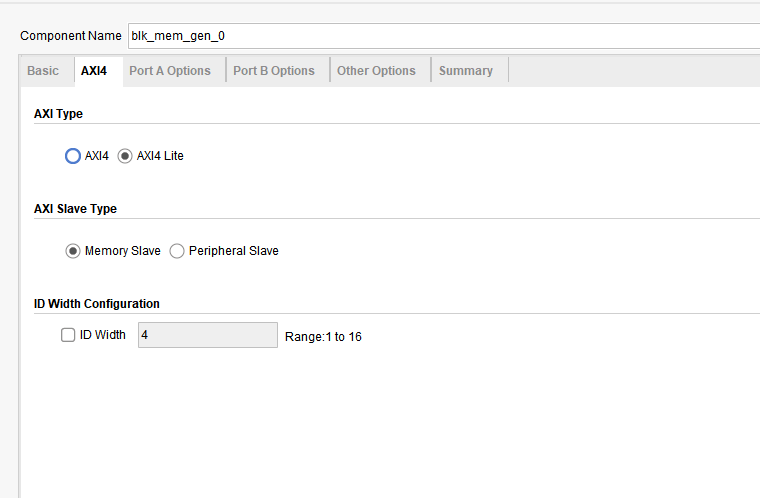 Component Name blk_mem_gen_0
Basic AXI4 Port A Options Port B Options Other Options Summary
AXI Type
AXI4 AXI4 Lite
AXI Slave Type
Memory Slave Peripheral Slave
ID Width Configuration
ID Width 4 Range:1 to 16